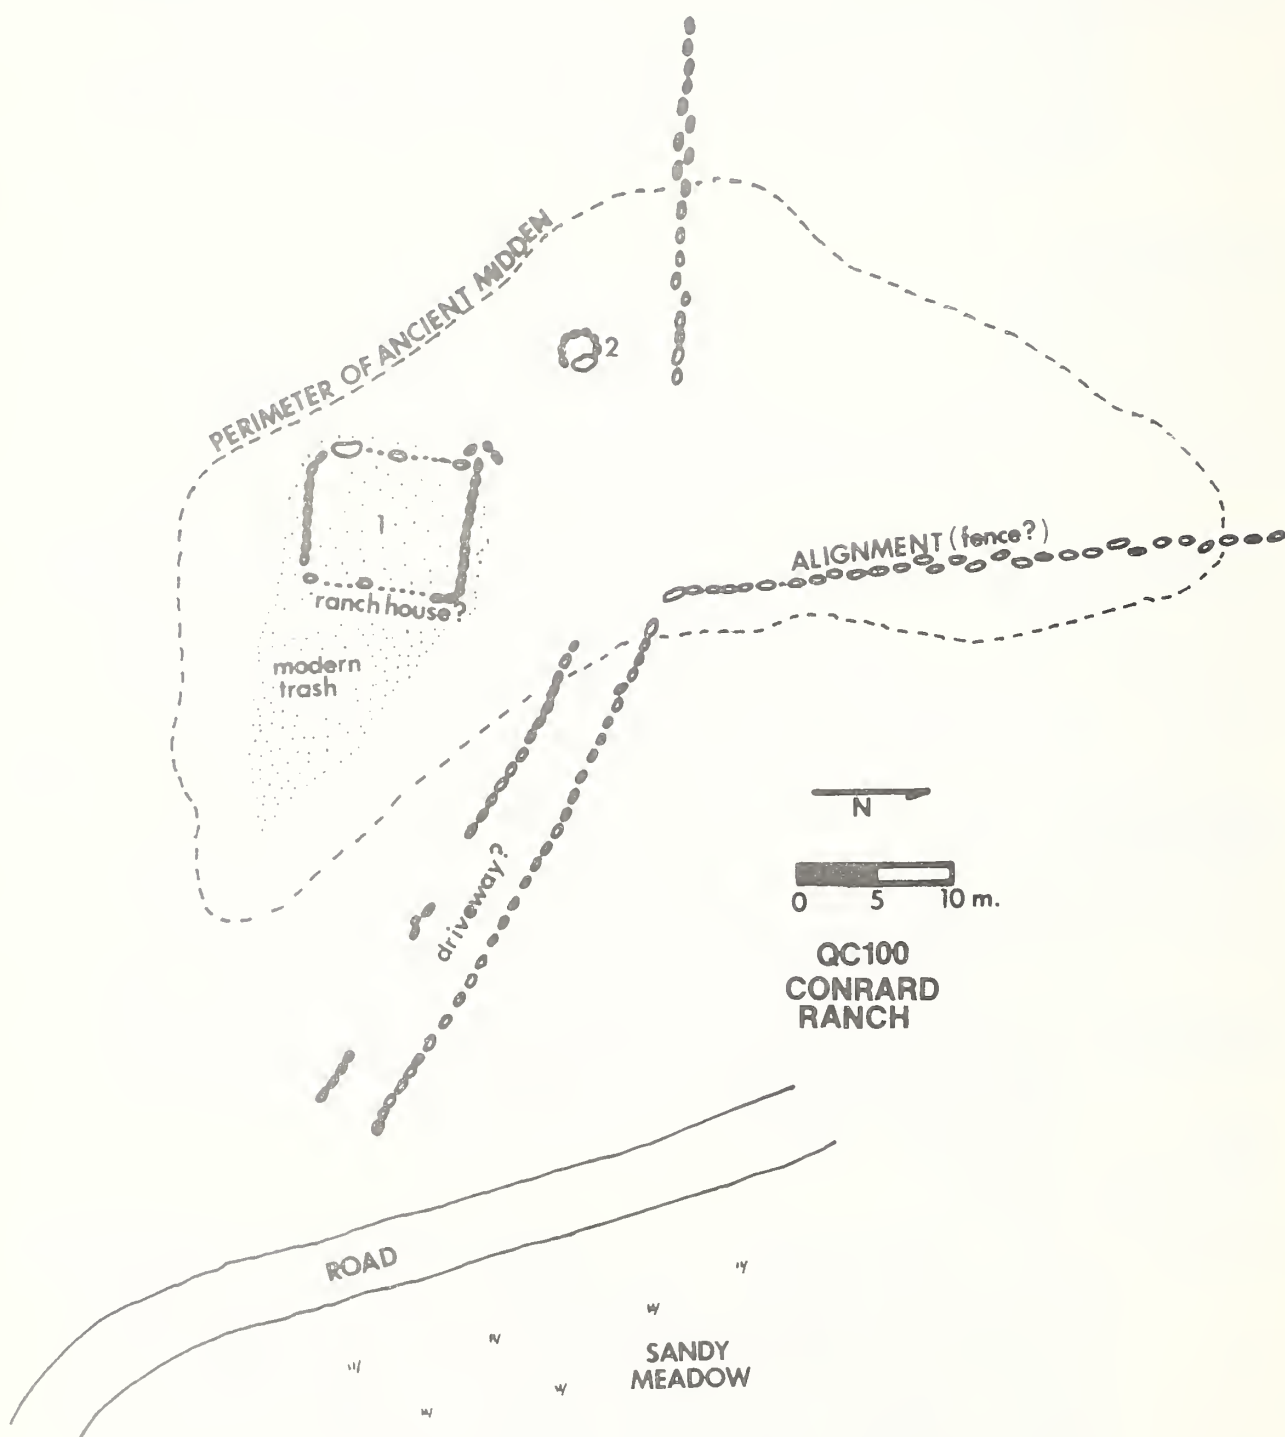 PERIMETER OF ANCIENT MIDDEN
2
1
ALIGNMENT (fence?)
ranch house?
modern
trash
N
0 5 10 m.
driveway?
QC100
CONRARD
RANCH
ROAD
SANDY
MEADOW